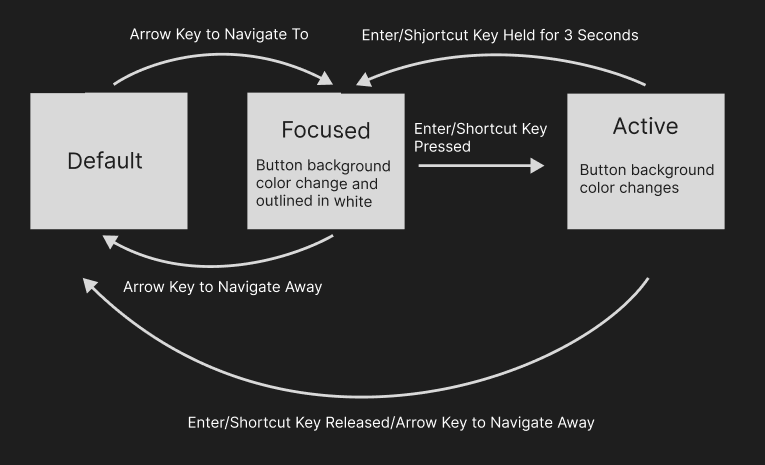 Arrow Key to Navigate To
Enter/Shjortcut Key Held for 3 Seconds
Default
Focused
Button background
color change and
outlined in white
Enter/Shortcut Key
Pressed
Active
Button background
color changes
Arrow Key to Navigate Away
Enter/Shortcut Key Released/Arrow Key to Navigate Away